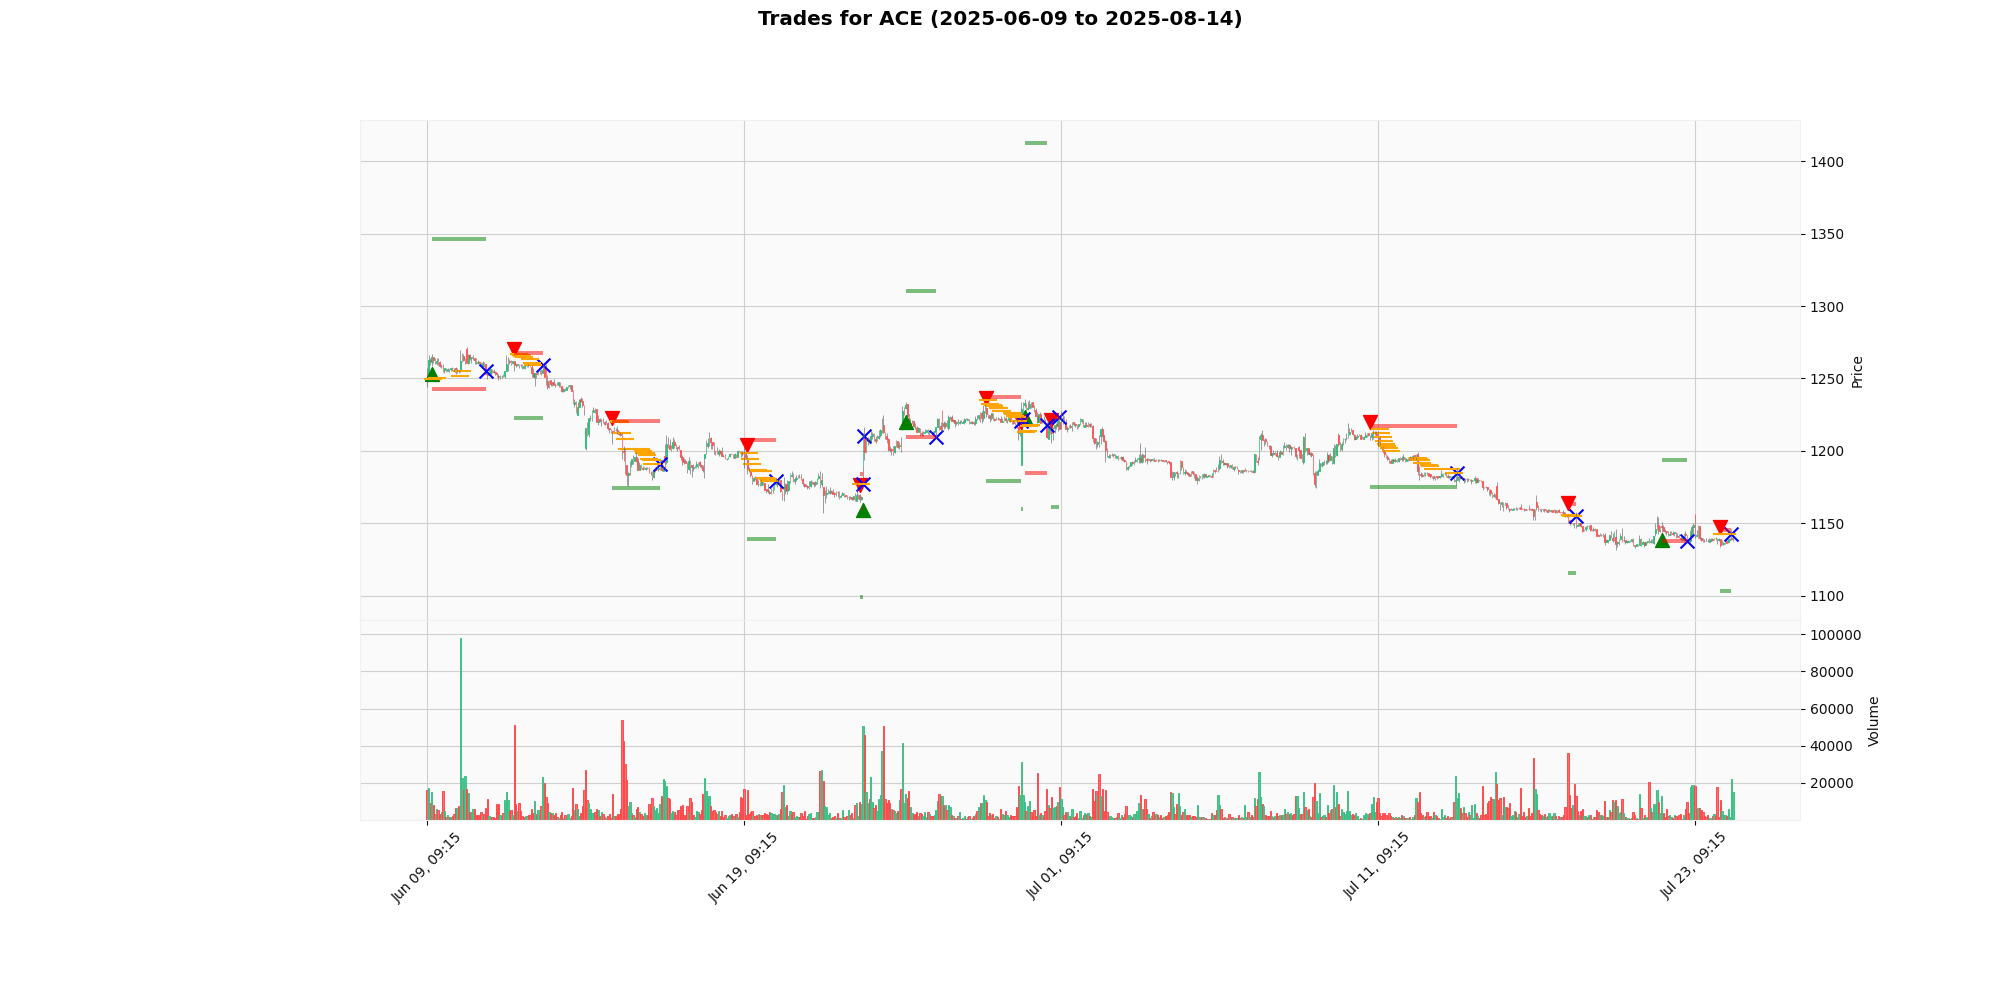 Trades for ACE (2025-06-09 to 2025-08-14)
1400
1350
1300
1250
1200
1150
1100
Price
100000
80000
60000
40000
20000
Volume
Jun 09, 09:15
Jun 19, 09:15
Jul 01, 09:15
Jul 11, 09:15
Jul 23, 09:15